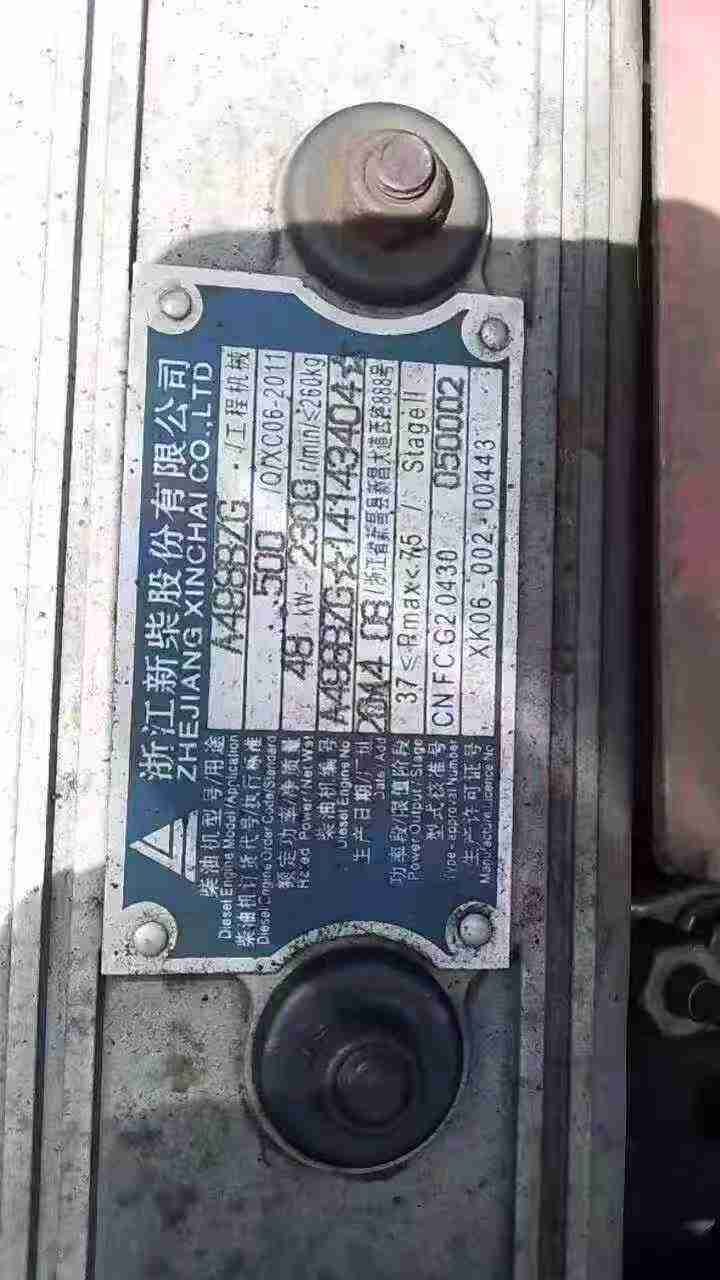 浙江新柴股份有限公司
ZHEJIANG XINCHAI CO.,LTD
柴油机型号/用途 A498BZG /工程机械
Diesel Engine Model/Application
柴油机订货代号/执行标准 500 /Q/XC06-2011
Diesel Engine Order Code/Standard
额定功率/净质量 48 kW- 2300 r/min/≤260kg
Power/Net Wet
柴油机编号 A498BZG☆14143404☆
Diesel Engine No
生产日期/厂址 2014 08 /浙江省新昌县新昌大道西路888号
Date / Add
功率段/限值阶段 37≤Pmax<75 / StageII
Power Output/ Stage
型式核准号 CN FC G2 0430 050002
Type-approval Number
生产许可证号 XK06-002-00443
Manufacture Licence No